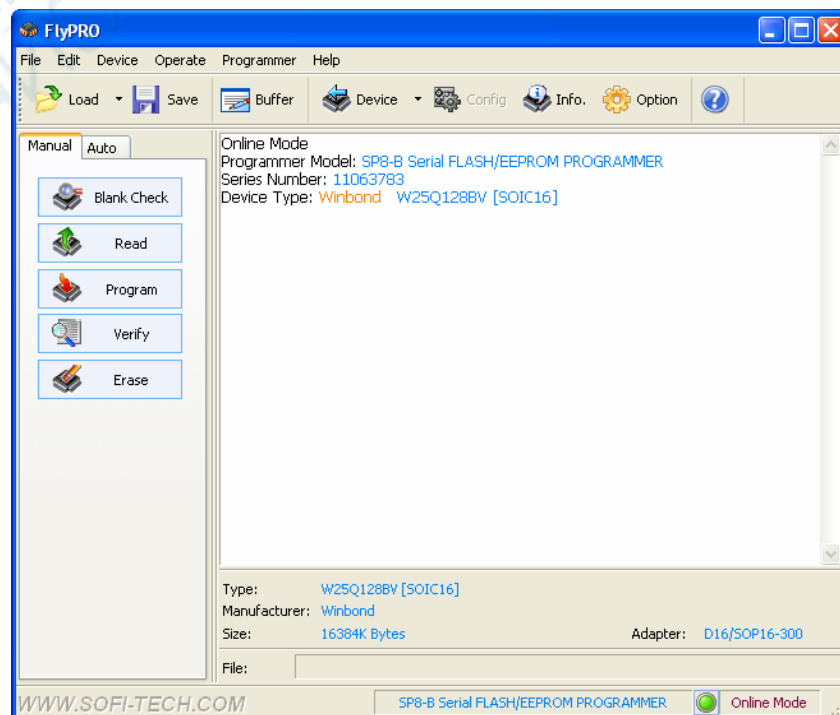 FlyPRO
File Edit Device Operate Programmer Help
Load Save Buffer Device Config Info. Option
Manual Auto
Blank Check
Read
Program
Verify
Erase
Online Mode
Programmer Model: SP8-B Serial FLASH/EEPROM PROGRAMMER
Series Number: 11063783
Device Type: Winbond W25Q128BV [SOIC16]
Type: W25Q128BV [SOIC16]
Manufacturer: Winbond
Size: 16384K Bytes Adapter: D16/SOP16-300
File:
WWW.SOFI-TECH.COM SP8-B Serial FLASH/EEPROM PROGRAMMER Online Mode